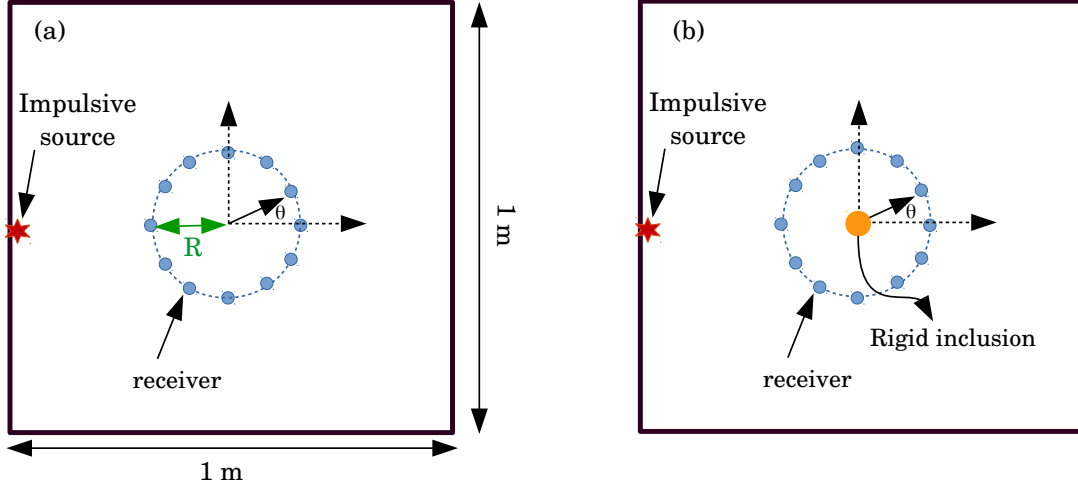 (a)
Impulsive
source
θ
R
receiver
1 m
1 m
(b)
Impulsive
source
θ
Rigid inclusion
receiver